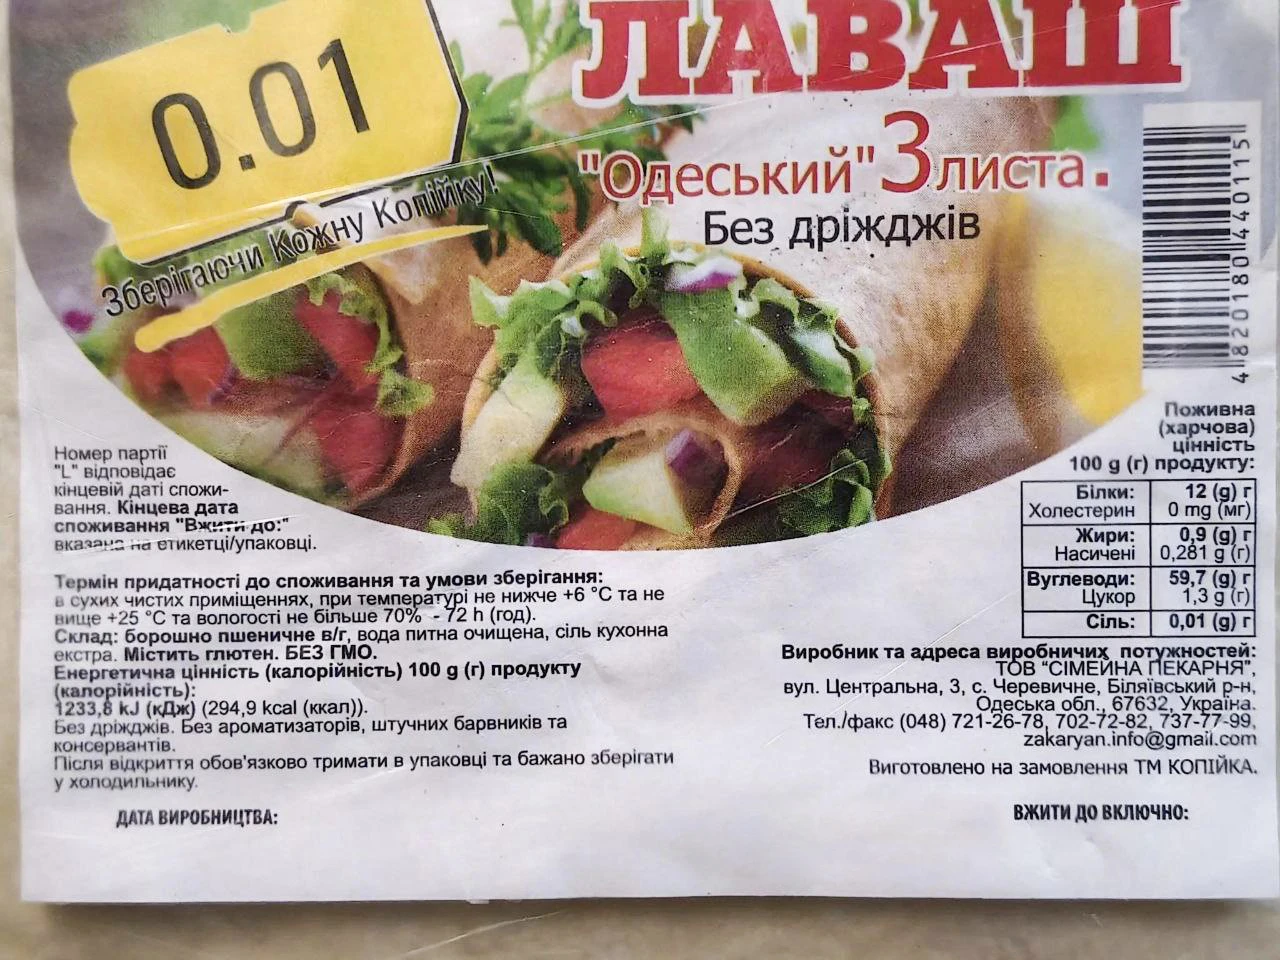 ЛАВАШ
0.01
"Одеський" 3 листа.
Без дріжджів
Зберігаючи Кожну Копійку!
4 820180 440115
Номер партії
"L" відповідає
кінцевій даті спожи-
вання. Кінцева дата
споживання "Вжити до:"
вказана на етикетці/упаковці.
Термін придатності до споживання та умови зберігання:
в сухих чистих приміщеннях, при температурі не нижче +6 °C та не
вище +25 °C та вологості не більше 70% - 72 h (год).
Склад: борошно пшеничне в/г, вода питна очищена, сіль кухонна
екстра. Містить глютен. БЕЗ ГМО.
Енергетична цінність (калорійність) 100 g (г) продукту
(калорійність):
1233,8 kJ (кДж) (294,9 kcal (ккал)).
Без дріжджів. Без ароматизаторів, штучних барвників та
консервантів.
Після відкриття обов'язково тримати в упаковці та бажано зберігати
у холодильнику.
ДАТА ВИРОБНИЦТВА:
Поживна
(харчова)
цінність
100 g (г) продукту:
Білки: 12 (g) г
Холестерин 0 mg (мг)
Жири: 0,9 (g) г
Насичені 0,281 g (г)
Вуглеводи: 59,7 (g) г
Цукор 1,3 g (г)
Сіль: 0,01 (g) г
Виробник та адреса виробничих потужностей:
ТОВ "СІМЕЙНА ПЕКАРНЯ",
вул. Центральна, 3, с. Черевичне, Біляївський р-н,
Одеська обл., 67632, Україна.
Тел./факс (048) 721-26-78, 702-72-82, 737-77-99,
zakaryan.info@gmail.com
Виготовлено на замовлення ТМ КОПІЙКА.
ВЖИТИ ДО ВКЛЮЧНО: